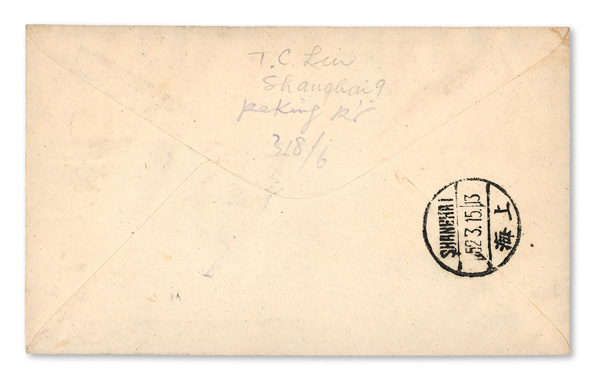 T. C. Liu
Shanghai 9
Peking Rd
318/6
SHANGHAI
52.3.15.13
上海